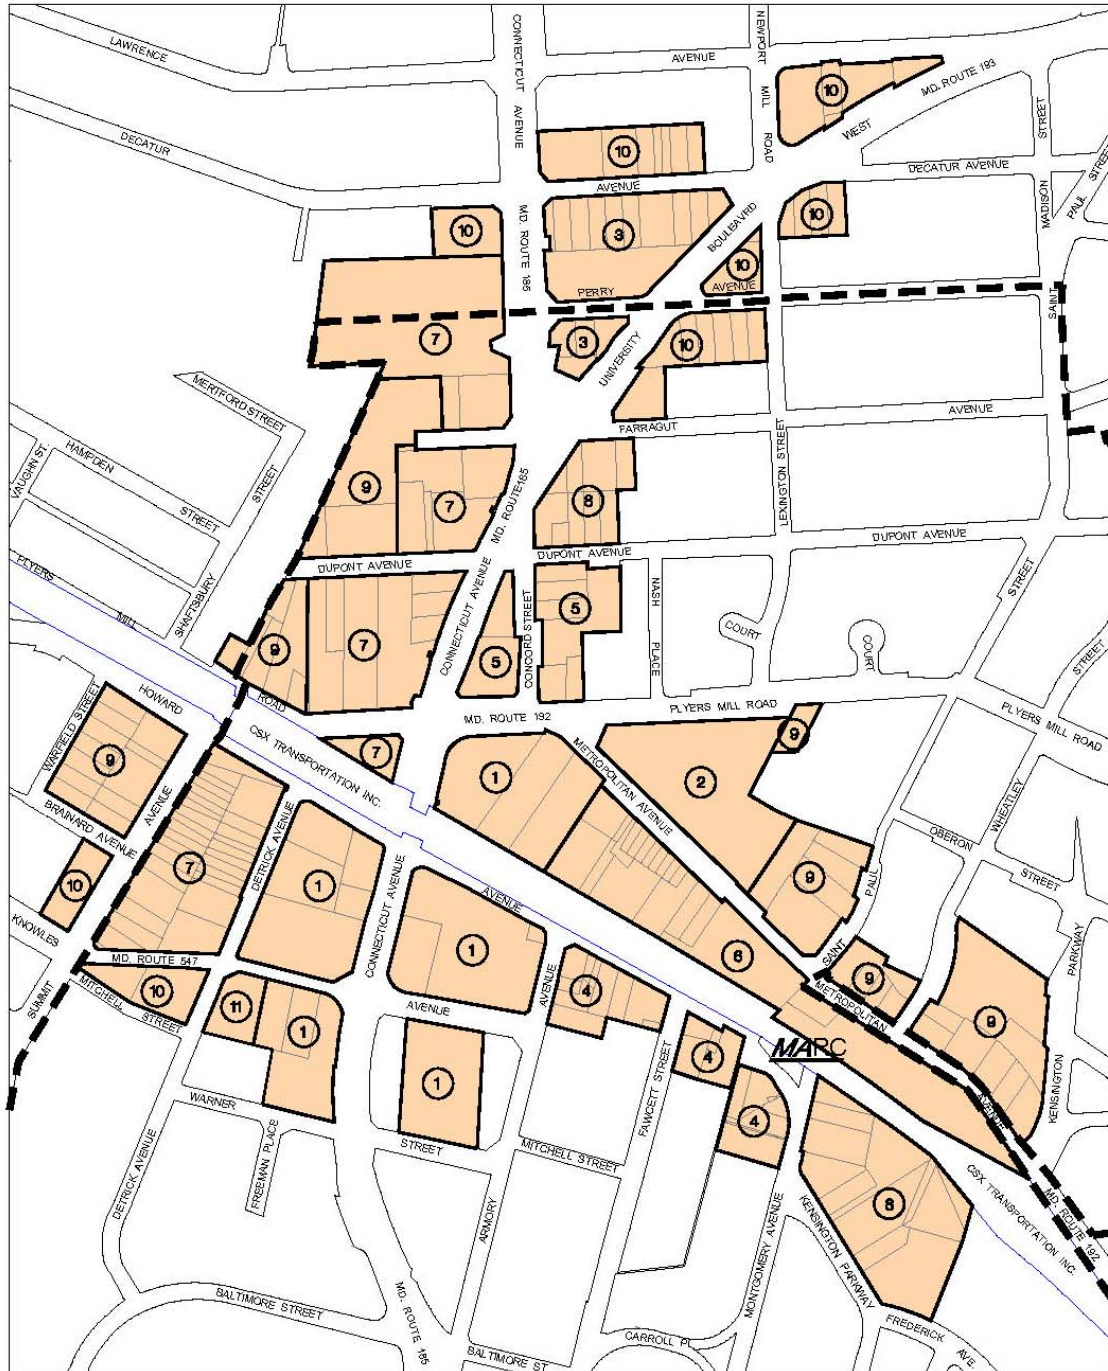 LAWRENCE
CONNECTICUT AVENUE
AVENUE
NEWPORT
MILL
ROAD
MD. ROUTE 193
10
WEST
DECATUR
10
AVENUE
DECATUR AVENUE
STREET
MADISON
PAUL STREET
10
MD. ROUTE 185
3
BOULEAVRD
10
10
PERRY
AVENUE
SAINT
7
3
UNIVERSITY
10
MERTFORD STREET
FARRAGUT
AVENUE
VAUGHN ST.
HAMPDEN
STREET
STREET
9
7
MD. ROUTE185
8
LEXINGTON STREET
DUPONT AVENUE
DUPONT AVENUE
DUPONT AVENUE
PLYERS
MILL
SHAFTSBURY
CONNECTICUT AVENUE
CONCORD STREET
5
NASH
PLACE
COURT
COURT
STREET
STREET
9
7
5
ROAD
MD. ROUTE 192
PLYERS MILL ROAD
PLYERS MILL ROAD
HOWARD
WARFIELD STREET
CSX TRANSPORTATION INC.
7
9
9
1
METROPOLITAN AVENUE
2
BRAINARD AVENUE
AVENUE
DETRICK AVENUE
WHEATLEY
OBERON
STREET
7
1
10
9
PAUL
KNOWLES
CONNECTICUT AVENUE
AVENUE
1
6
SAINT
PARKWAY
MD. ROUTE 547
SUMMIT
MITCHELL
STREET
10
11
1
AVENUE
AVENUE
4
9
METROPOLITAN
9
MARC
4
1
FAWCETT STREET
4
AVENUE
KENSINGTON
WARNER
FREEMAN PLACE
STREET
MITCHELL STREET
DETRICK AVENUE
ARMORY
MONTGOMERY AVENUE
KENSINGTON PARKWAY
8
CSX TRANSPORTATION INC.
MD. ROUTE 192
BALTIMORE STREET
MD. ROUTE 185
BALTIMORE ST
CARROLL PL.
FREDERICK
AVE.